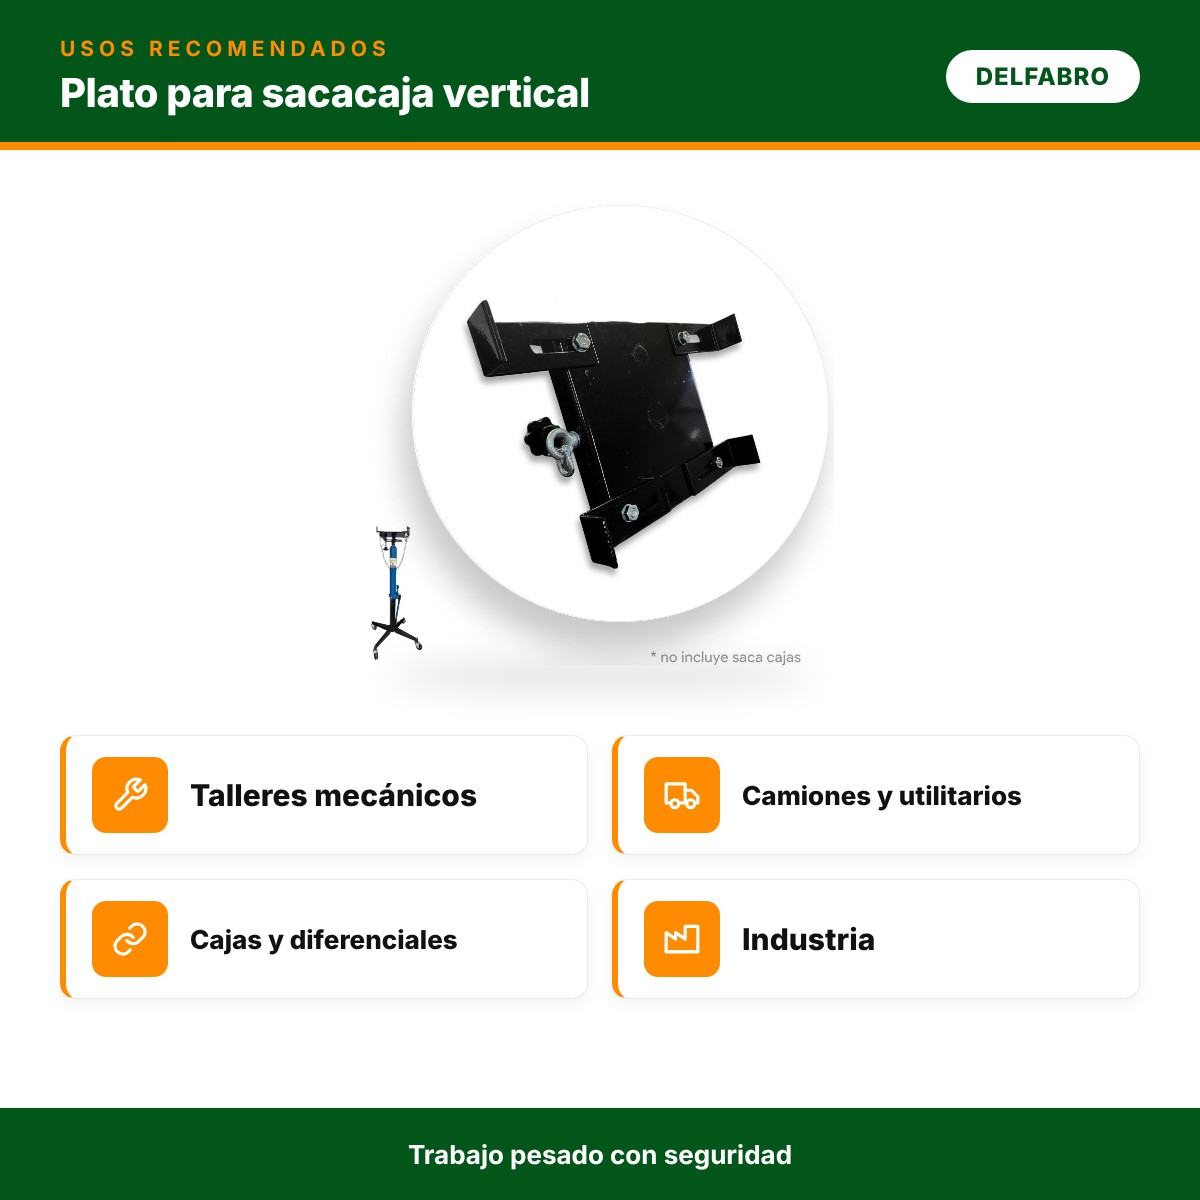 USOS RECOMENDADOS
Plato para sacacaja vertical
DELFABRO
* no incluye saca cajas
Talleres mecánicos
Camiones y utilitarios
Cajas y diferenciales
Industria
Trabajo pesado con seguridad